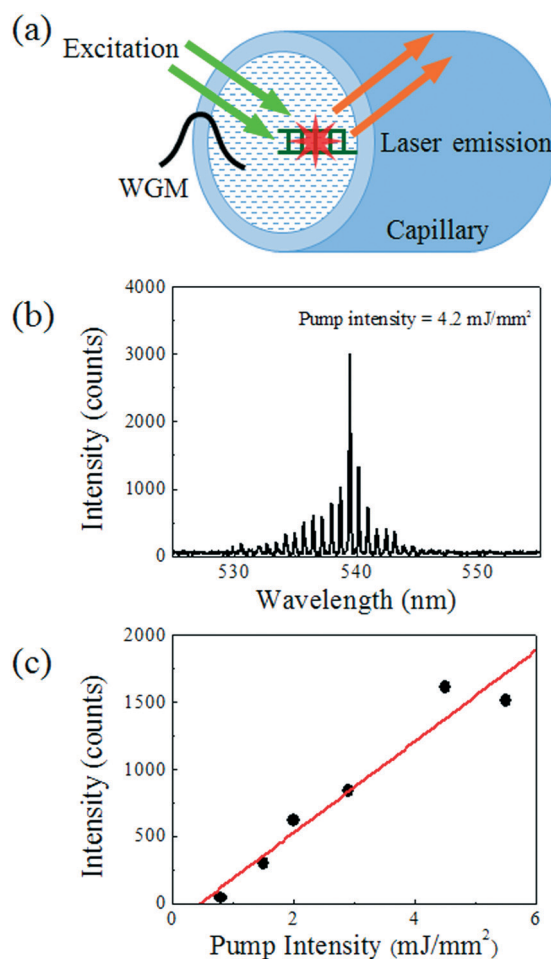 (a)
Excitation
WGM
Laser emission
Capillary
(b)
Pump intensity = 4.2 mJ/mm²
Intensity (counts)
4000
3000
2000
1000
0
530 540 550
Wavelength (nm)
(c)
Intensity (counts)
2000
1500
1000
500
0
0 2 4 6
Pump Intensity (mJ/mm²)